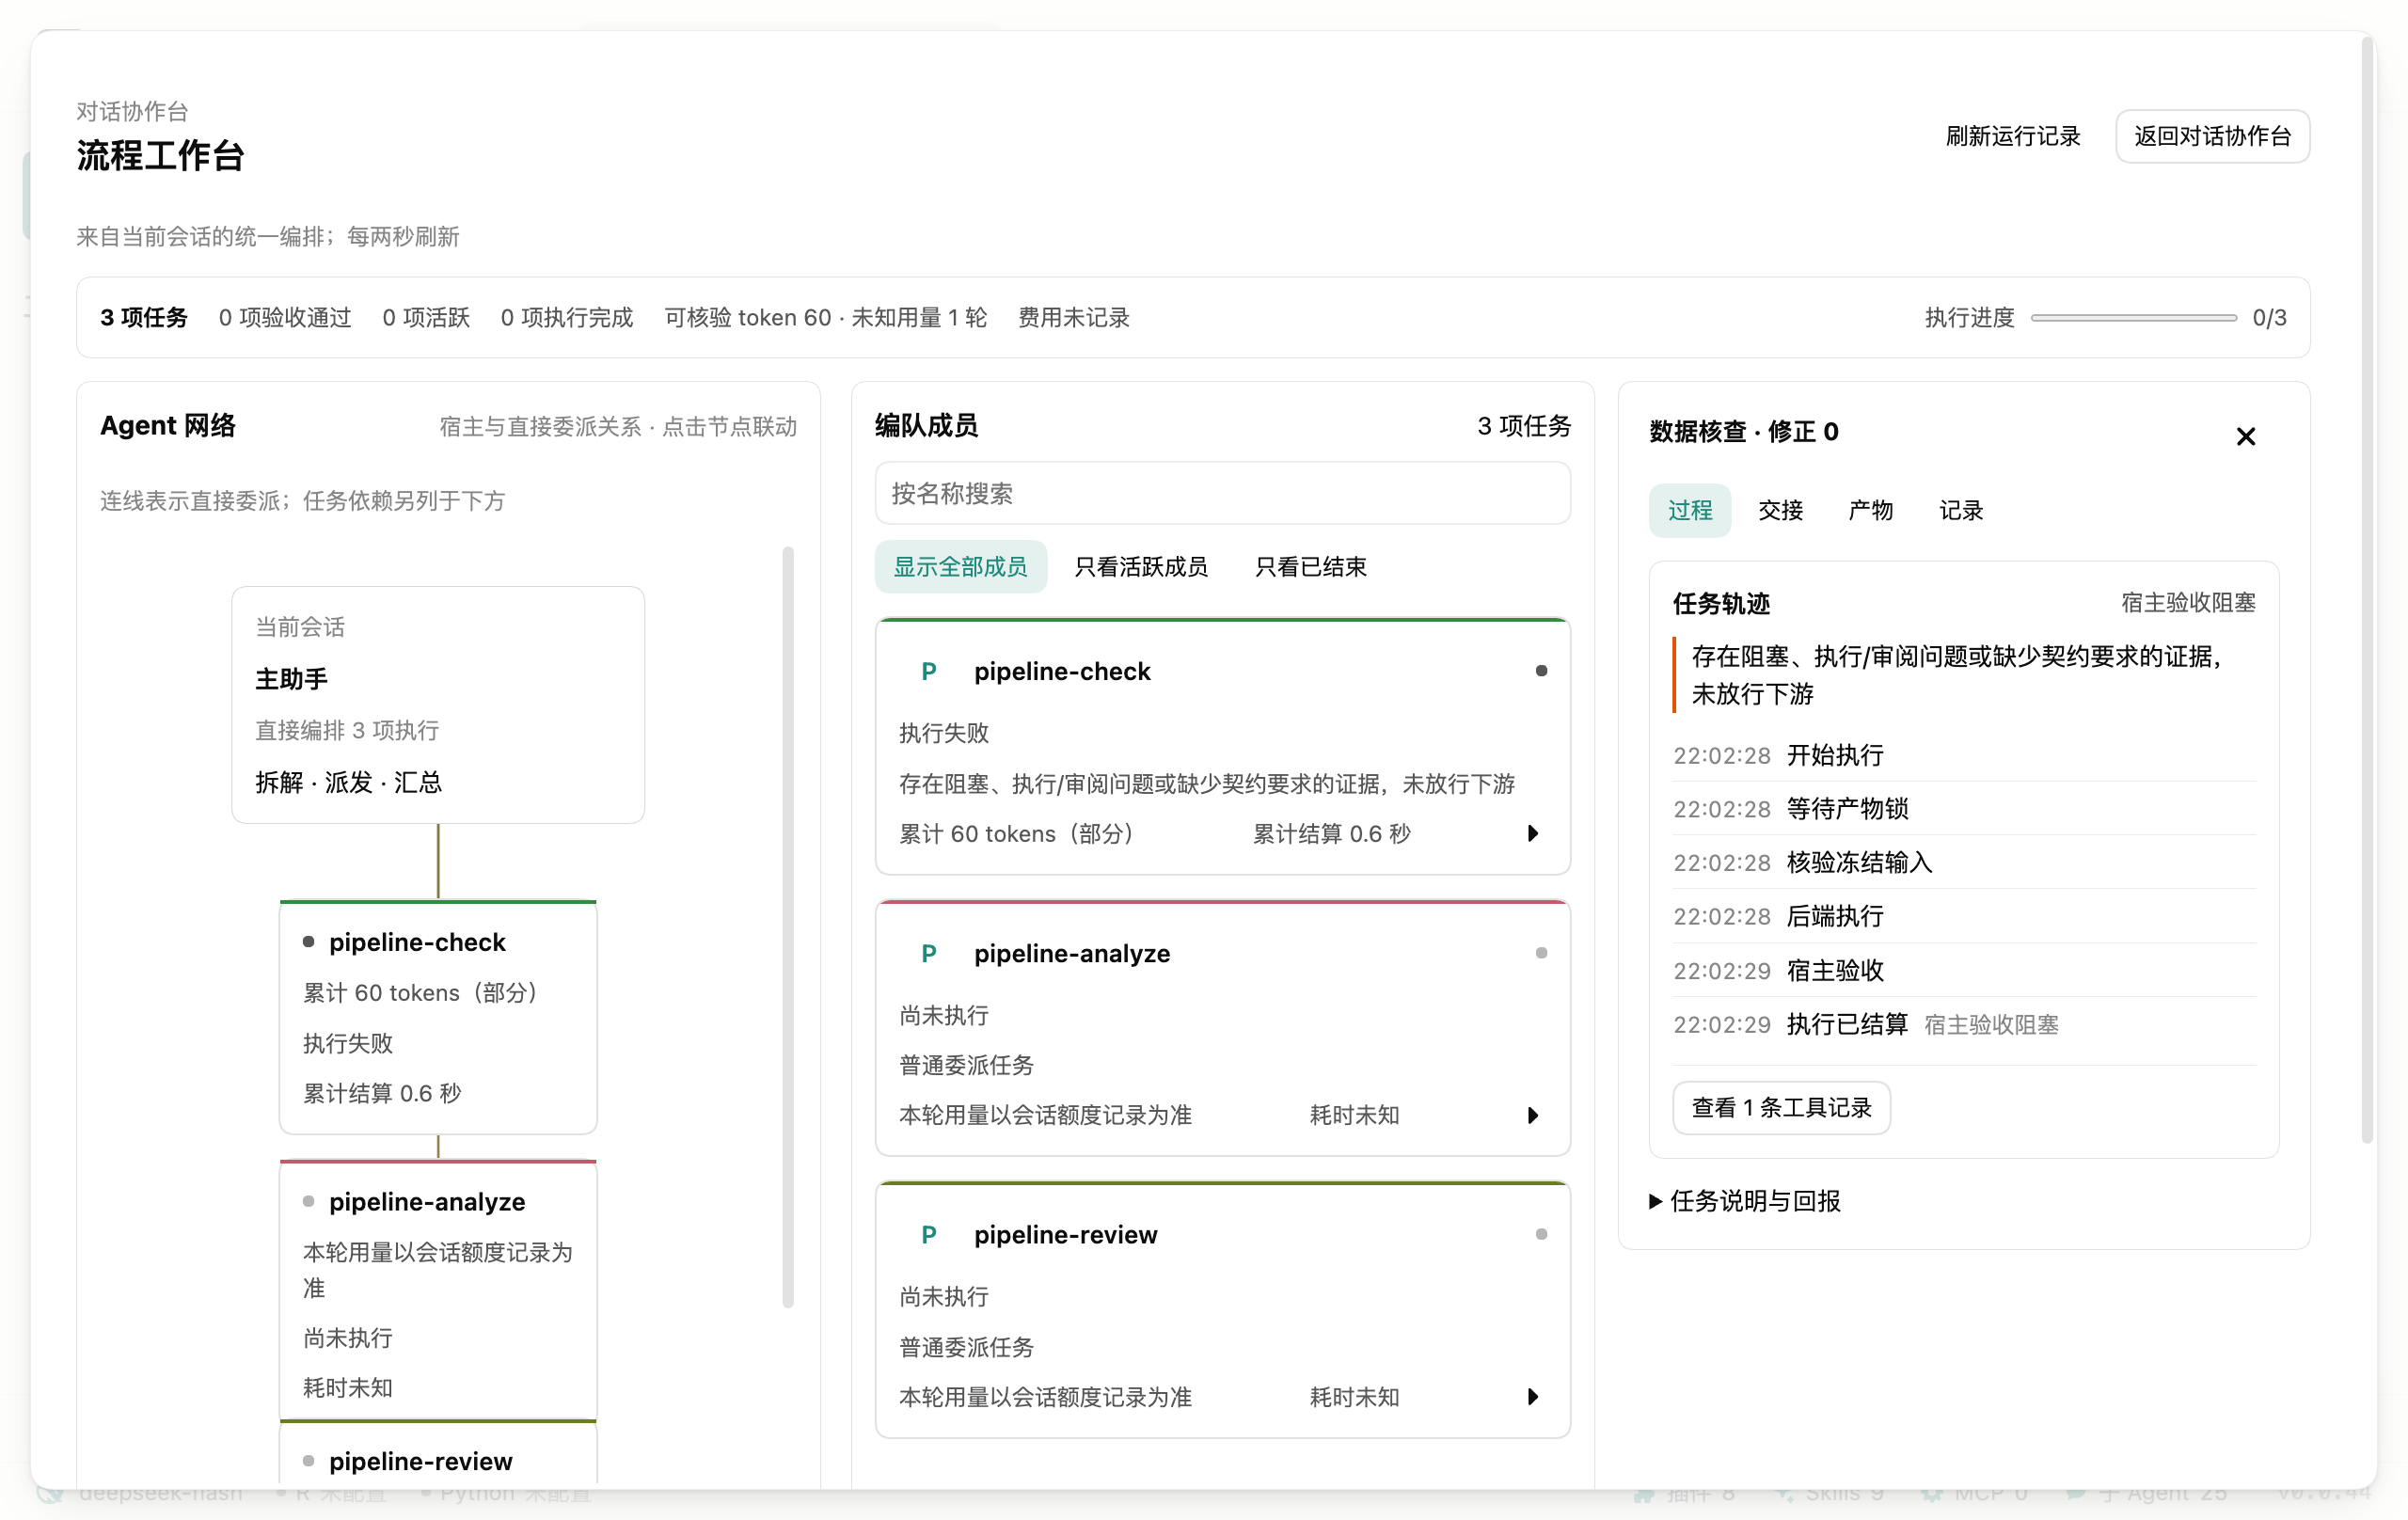 对话协作台
流程工作台
刷新运行记录
返回对话协作台
来自当前会话的统一编排；每两秒刷新
3 项任务 0 项验收通过 0 项活跃 0 项执行完成 可核验 token 60 · 未知用量 1 轮 费用未记录
执行进度 0/3
Agent 网络
宿主与直接委派关系 · 点击节点联动
连线表示直接委派；任务依赖另列于下方
当前会话
主助手
直接编排 3 项执行
拆解 · 派发 · 汇总
pipeline-check
累计 60 tokens（部分）
执行失败
累计结算 0.6 秒
pipeline-analyze
本轮用量以会话额度记录为
准
尚未执行
耗时未知
pipeline-review
编队成员
3 项任务
按名称搜索
显示全部成员 只看活跃成员 只看已结束
P pipeline-check
执行失败
存在阻塞、执行/审阅问题或缺少契约要求的证据，未放行下游
累计 60 tokens（部分） 累计结算 0.6 秒
P pipeline-analyze
尚未执行
普通委派任务
本轮用量以会话额度记录为准 耗时未知
P pipeline-review
尚未执行
普通委派任务
本轮用量以会话额度记录为准 耗时未知
数据核查 · 修正 0
过程 交接 产物 记录
任务轨迹
宿主验收阻塞
存在阻塞、执行/审阅问题或缺少契约要求的证据，
未放行下游
22:02:28 开始执行
22:02:28 等待产物锁
22:02:28 核验冻结输入
22:02:28 后端执行
22:02:29 宿主验收
22:02:29 执行已结算 宿主验收阻塞
查看 1 条工具记录
任务说明与回报
R 未配置
Python 未配置
插件 8
Skills 9
MCP 0
子 Agent 25